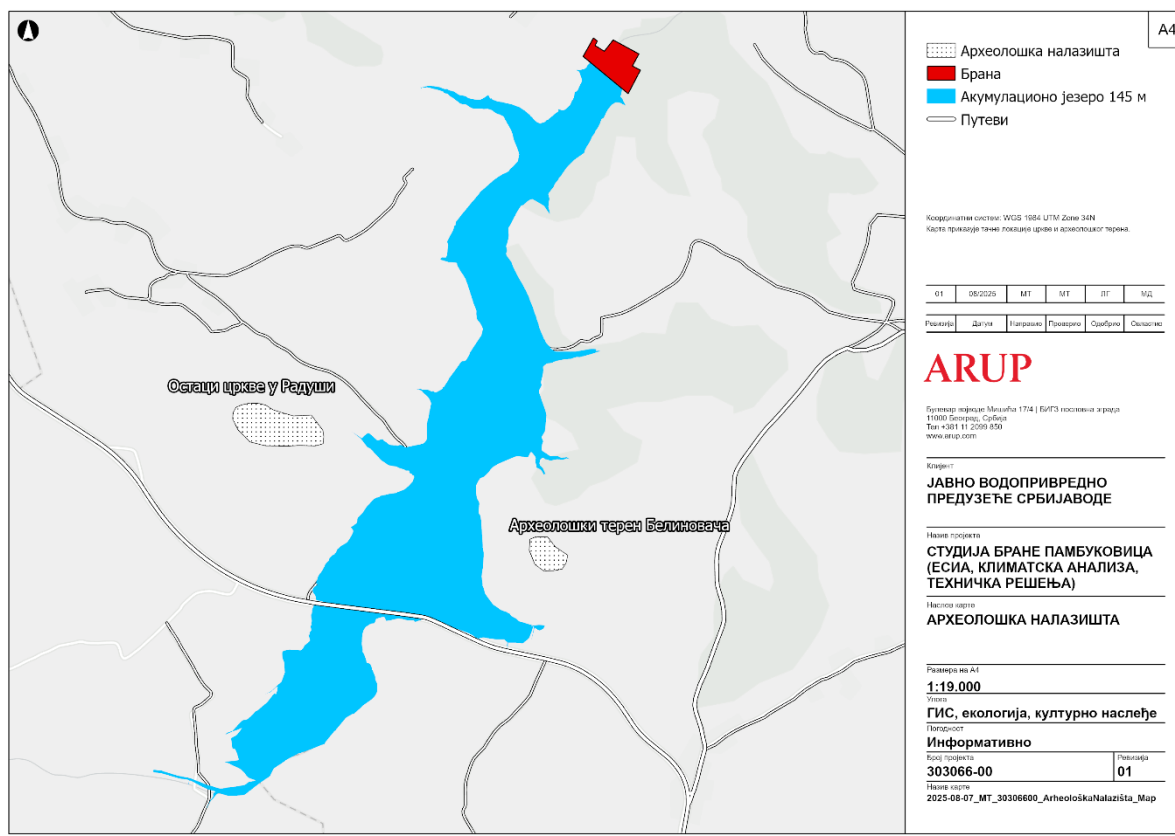 A4
Археолошка налазишта
Брана
Акумулационо језеро 145 м
Путеви
Остаци цркве у Радуши
Археолошки терен Белиновача
Координатни систем: WGS 1984 UTM Zone 34N
Карта приказује тачне локације цркве и археолошког терена.
01 08/2025 МТ МТ ЛГ МД
Ревизија Датум Направио Проверио Одобрио
ARUP
Булевар војводе Мишића 17/4 | БИГЗ пословна зграда
11000 Београд, Србија
Тел +381 11 2099 850
www.arup.com
Клијент
ЈАВНО ВОДОПРИВРЕДНО
ПРЕДУЗЕЋЕ СРБИЈАВОДЕ
Назив пројекта
СТУДИЈА БРАНЕ ПАМБУКОВИЦА
(ЕСИА, КЛИМАТСКА АНАЛИЗА,
ТЕХНИЧКА РЕШЕЊА)
Наслов карте
АРХЕОЛОШКА НАЛАЗИШТА
Размера на А4
1:19.000
Улога
ГИС, екологија, културно наслеђе
Погодност
Информативно
Број пројекта Ревизија
303066-00 01
Назив карте
2025-08-07_MT_30306600_ArheološkaNalazišta_Map